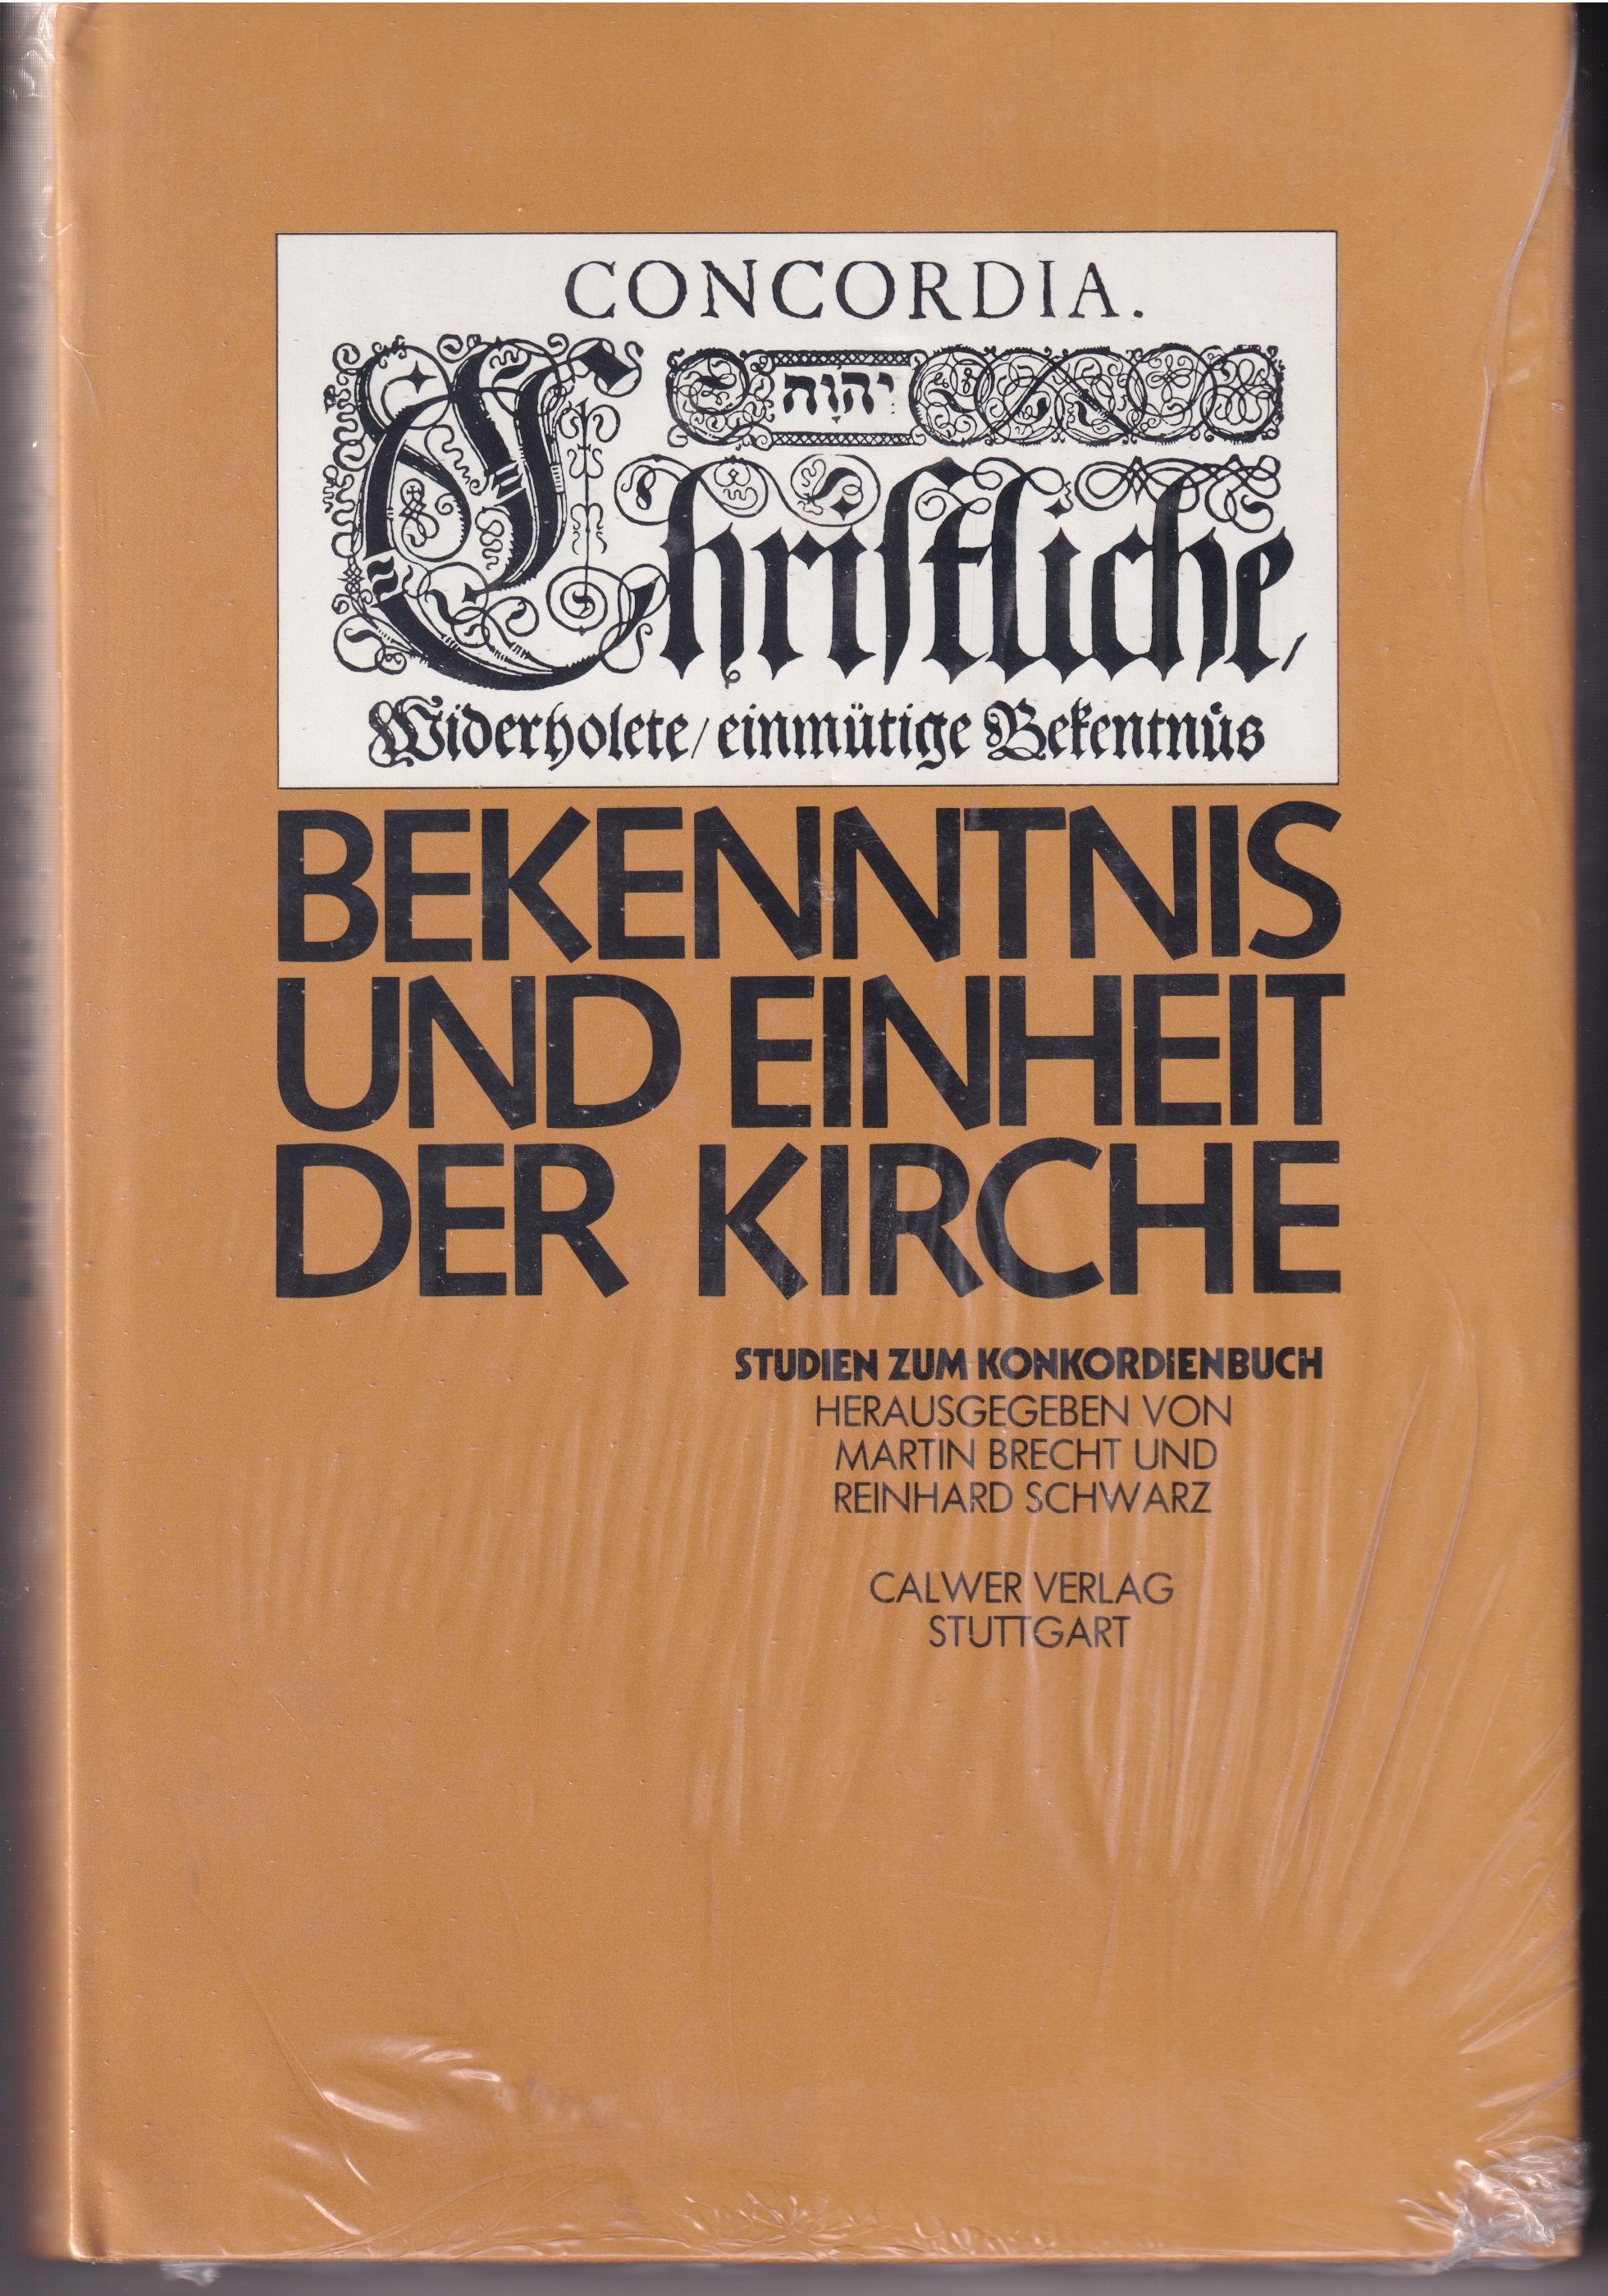 CONCORDIA.
יהוָה
Chriſtliche,
Widerholete/einmütige Bekentnüs
BEKENNTNIS
UND EINHEIT
DER KIRCHE
STUDIEN ZUM KONKORDIENBUCH
HERAUSGEGEBEN VON
MARTIN BRECHT UND
REINHARD SCHWARZ
CALWER VERLAG
STUTTGART